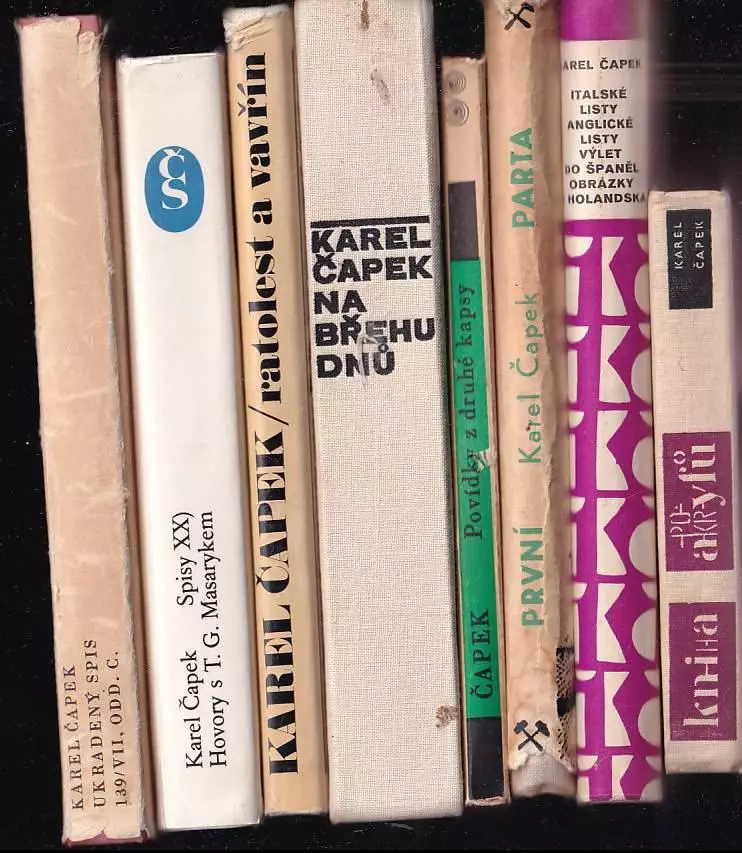 KAREL ČAPEK
UKRADENÝ SPIS
139/VII, ODD. C.
ČS
Karel Čapek Spisy XX)
Hovory s T. G. Masarykem
KAREL ČAPEK/ratolest a vavřín
KAREL
ČAPEK
NA
BŘEHU
DNŮ
ČAPEK Povídky z druhé kapsy
PRVNÍ Karel Čapek PARTA
AREL ČAPEK
ITALSKÉ
LISTY
ANGLICKÉ
LISTY
VÝLET
DO ŠPANĚL
OBRÁZKY
HOLANDSKA
KAREL
ČAPEK
kniha
apokryfů